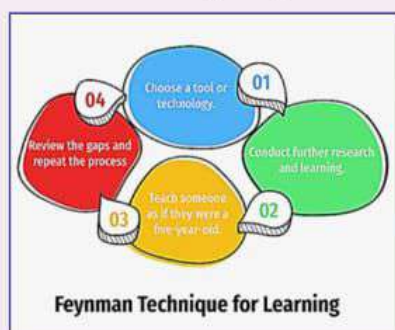 Choose a tool or
technology.
01
Conduct further research
and learning.
02
Teach someone
as if they were a
five-year-old.
03
Review the gaps and
repeat the process
04
Feynman Technique for Learning